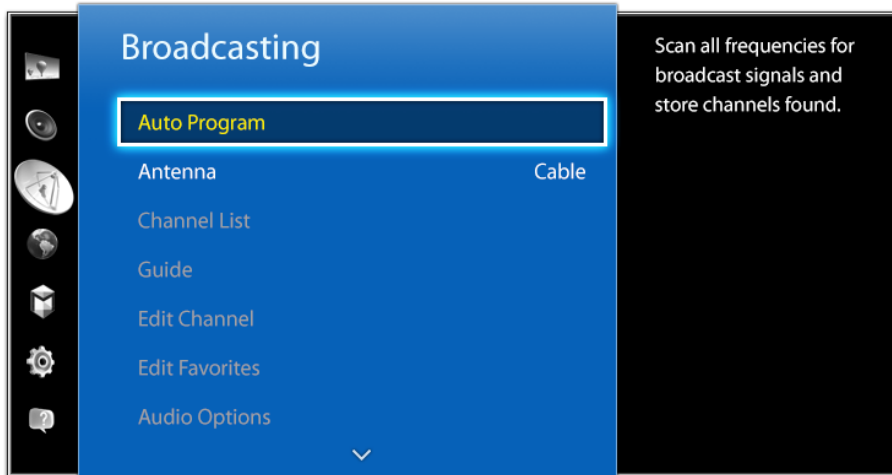 Broadcasting
Auto Program
Antenna Cable
Channel List
Guide
Edit Channel
Edit Favorites
Audio Options
Scan all frequencies for
broadcast signals and
store channels found.